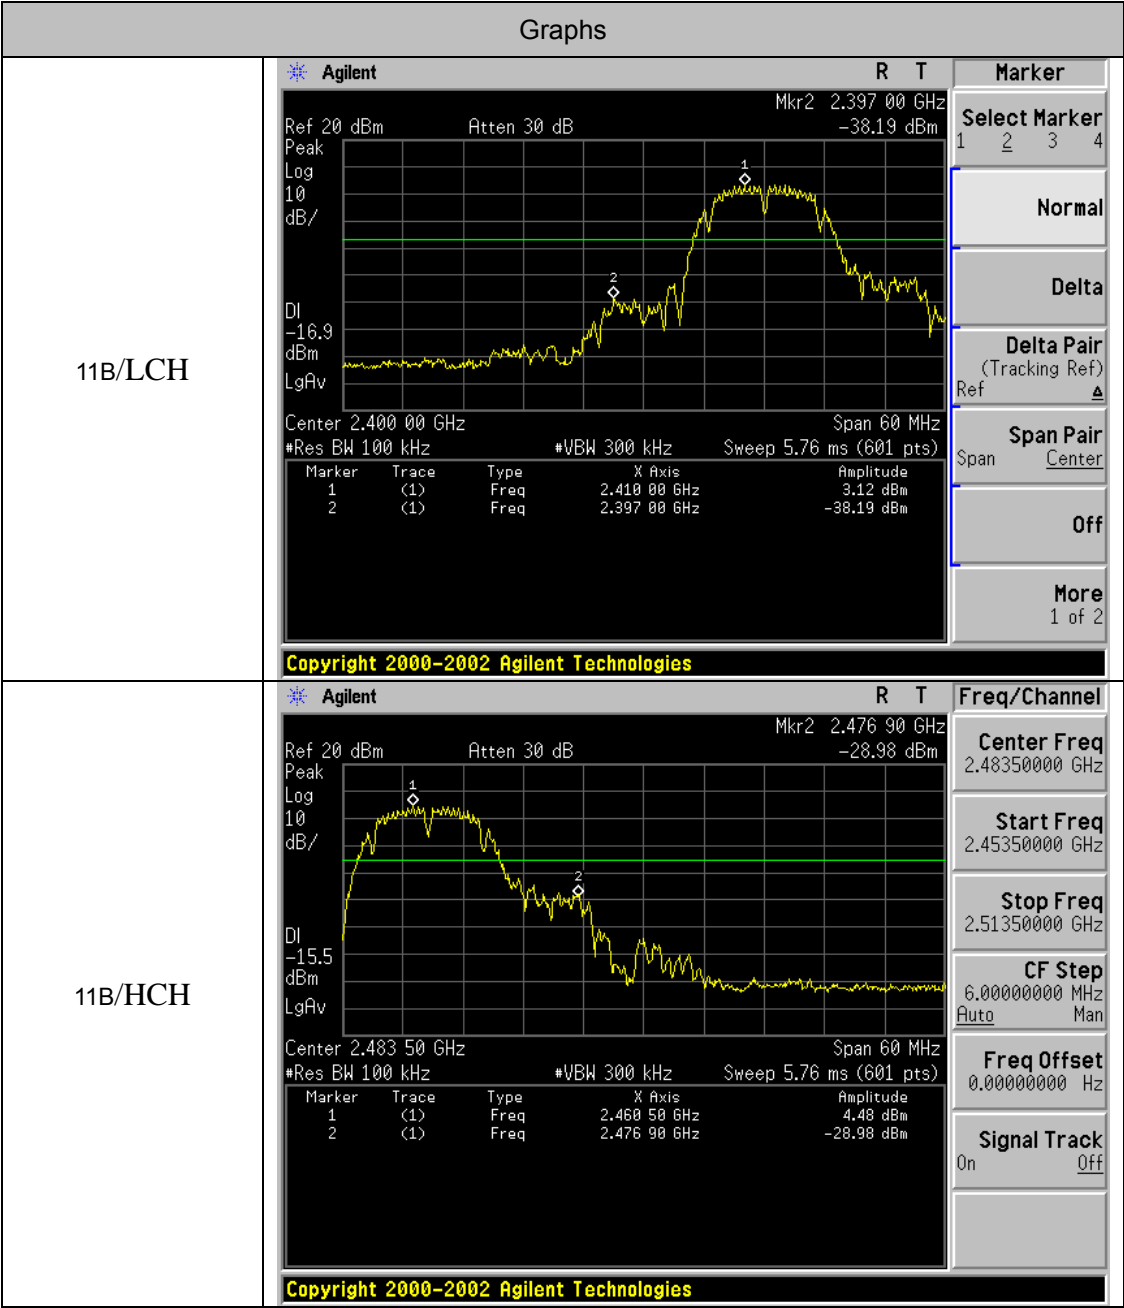 Graphs
11B/LCH
Agilent R T Marker
Mkr2 2.397 00 GHz
Ref 20 dBm Atten 30 dB -38.19 dBm
Peak
Log
10
dB/
1
2
DI
-16.9
dBm
LgAv
Center 2.400 00 GHz Span 60 MHz
#Res BW 100 kHz #VBW 300 kHz Sweep 5.76 ms (601 pts)
Marker Trace Type X Axis Amplitude
1 (1) Freq 2.410 00 GHz 3.12 dBm
2 (1) Freq 2.397 00 GHz -38.19 dBm
Select Marker
1 2 3 4
Normal
Delta
Delta Pair
(Tracking Ref)
Ref Δ
Span Pair
Span Center
Off
More
1 of 2
Copyright 2000-2002 Agilent Technologies
11B/HCH
Agilent R T Freq/Channel
Mkr2 2.476 90 GHz
Ref 20 dBm Atten 30 dB -28.98 dBm
Peak
Log
10
dB/
1
2
DI
-15.5
dBm
LgAv
Center 2.483 50 GHz Span 60 MHz
#Res BW 100 kHz #VBW 300 kHz Sweep 5.76 ms (601 pts)
Marker Trace Type X Axis Amplitude
1 (1) Freq 2.460 50 GHz 4.48 dBm
2 (1) Freq 2.476 90 GHz -28.98 dBm
Center Freq
2.48350000 GHz
Start Freq
2.45350000 GHz
Stop Freq
2.51350000 GHz
CF Step
6.00000000 MHz
Auto Man
Freq Offset
0.00000000 Hz
Signal Track
On Off
Copyright 2000-2002 Agilent Technologies